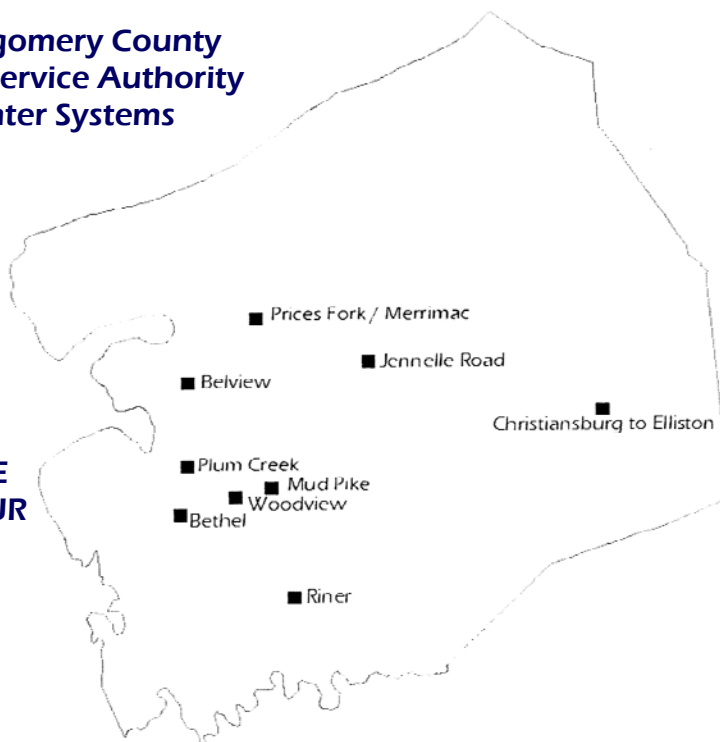 gomery County
ervice Authority
ter Systems
Prices Fork / Merrimac
Jennelle Road
Belview
Christiansburg to Elliston
E
Plum Creek
Mud Pike
Woodview
UR
Bethel
Riner